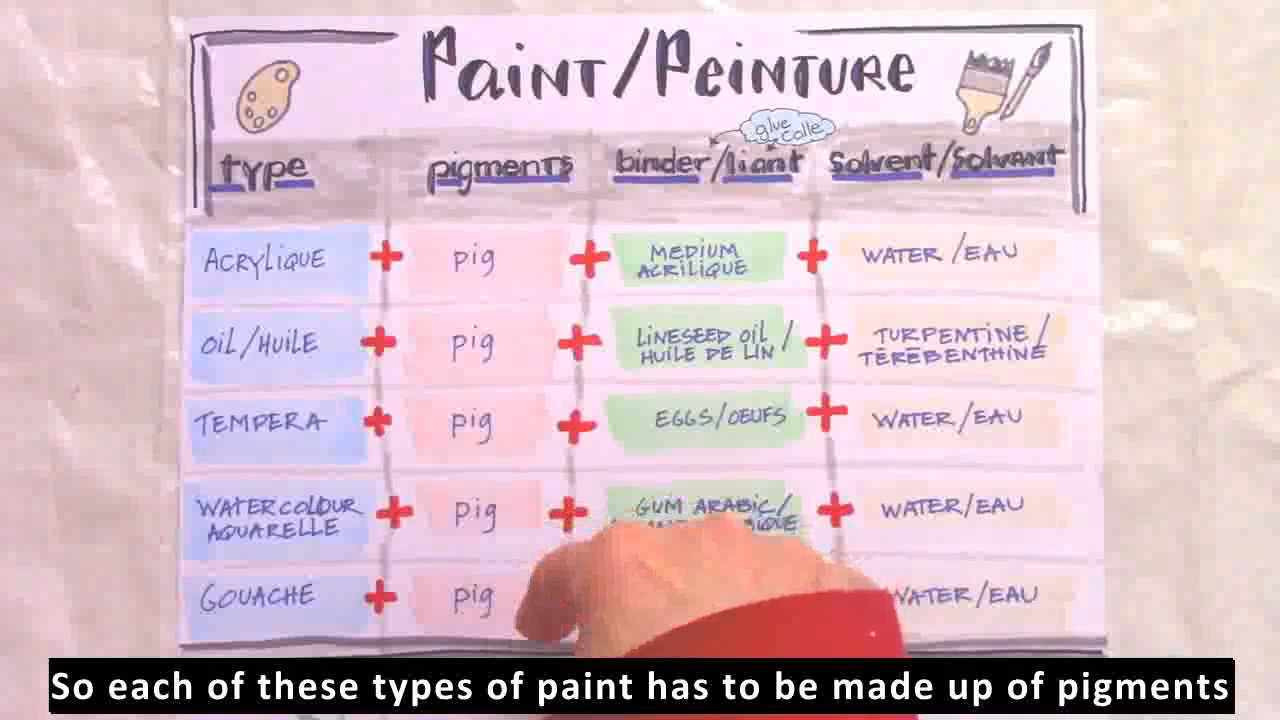 Paint/Peinture
glue
colle
type pigments binder/liant solvent/solvant
ACRYLIQUE + pig + MEDIUM ACRILIQUE + WATER/EAU
OIL/HUILE + pig + LINESEED OIL/ HUILE DE LIN + TURPENTINE/ TÉRÉBENTHINE
TEMPERA + pig + EGGS/OEUFS + WATER/EAU
WATERCOLOUR AQUARELLE + pig + GUM ARABIC/ + WATER/EAU
GOUACHE + pig WATER/EAU
So each of these types of paint has to be made up of pigments